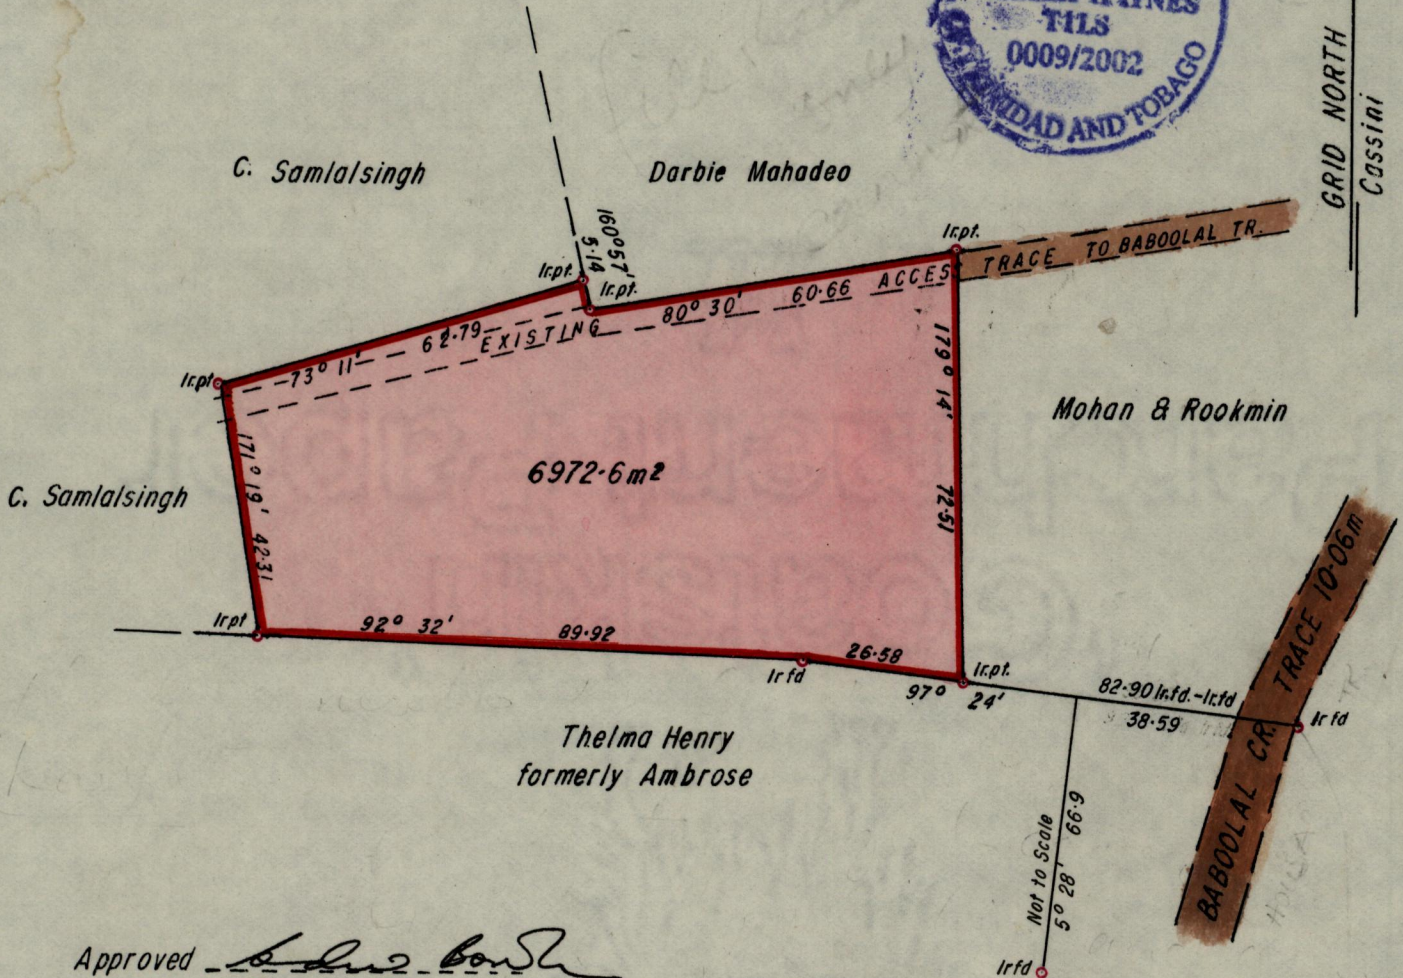 HAYNES
T1LS
0009/2002
OF TRINIDAD AND TOBAGO
GRID NORTH
Cassini
C. Samlalsingh
Darbie Mahadeo
160° 57'
5·14
Ir.pt.
Ir.pt.
Ir.pt.
TRACE TO BABOOLAL TR.
73° 11' 62·79
EXISTING ACCES
80° 30' 60·66
Ir.pt
179° 14' 72·51
Mohan & Rookmin
6972·6m²
C. Samlalsingh
171° 19' 42·31
Ir.pt
92° 32' 89·92
26·58
Ir fd
97° 24'
Ir.pt.
82·90 Ir.fd.-Ir.fd
38·59
Ir fd
BABOOLAL CR. TRACE 10·06m
Thelma Henry
formerly Ambrose
Not to Scale
5° 28' 66·9
Ir fd
Approved